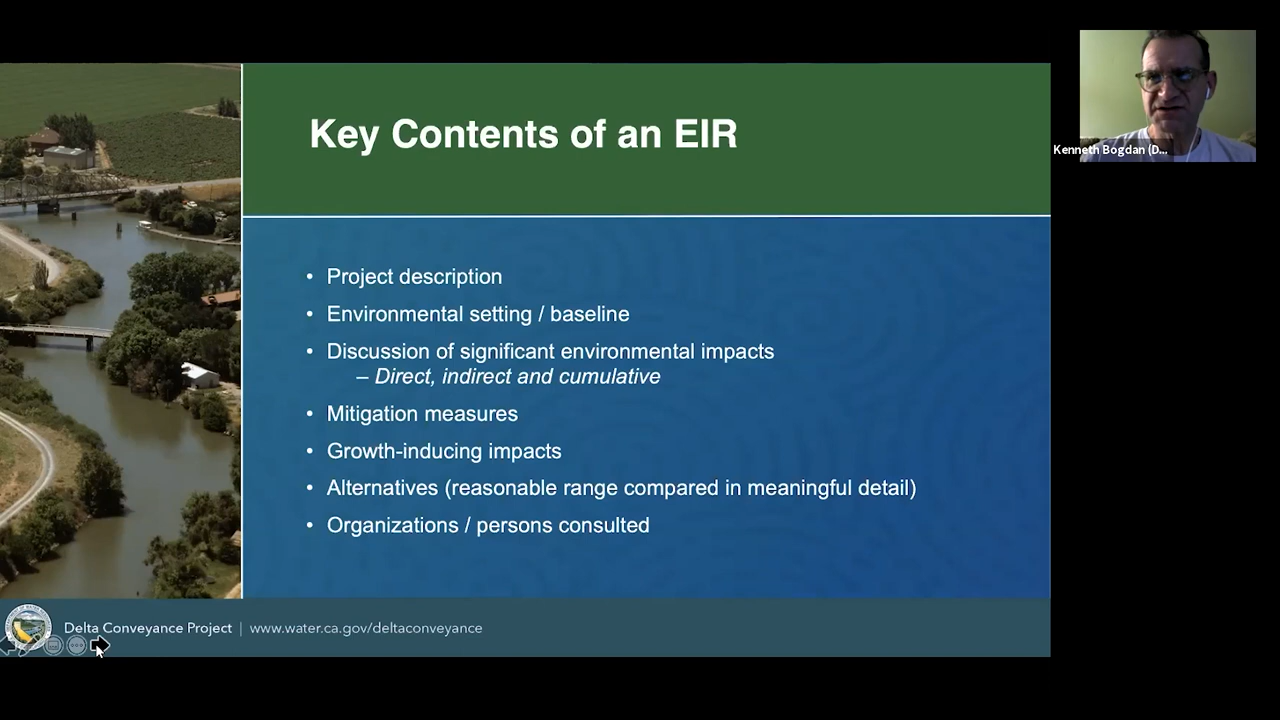 Key Contents of an EIR
• Project description
• Environmental setting / baseline
• Discussion of significant environmental impacts
– Direct, indirect and cumulative
• Mitigation measures
• Growth-inducing impacts
• Alternatives (reasonable range compared in meaningful detail)
• Organizations / persons consulted
Delta Conveyance Project | www.water.ca.gov/deltaconveyance
Kenneth Bogdan (D...